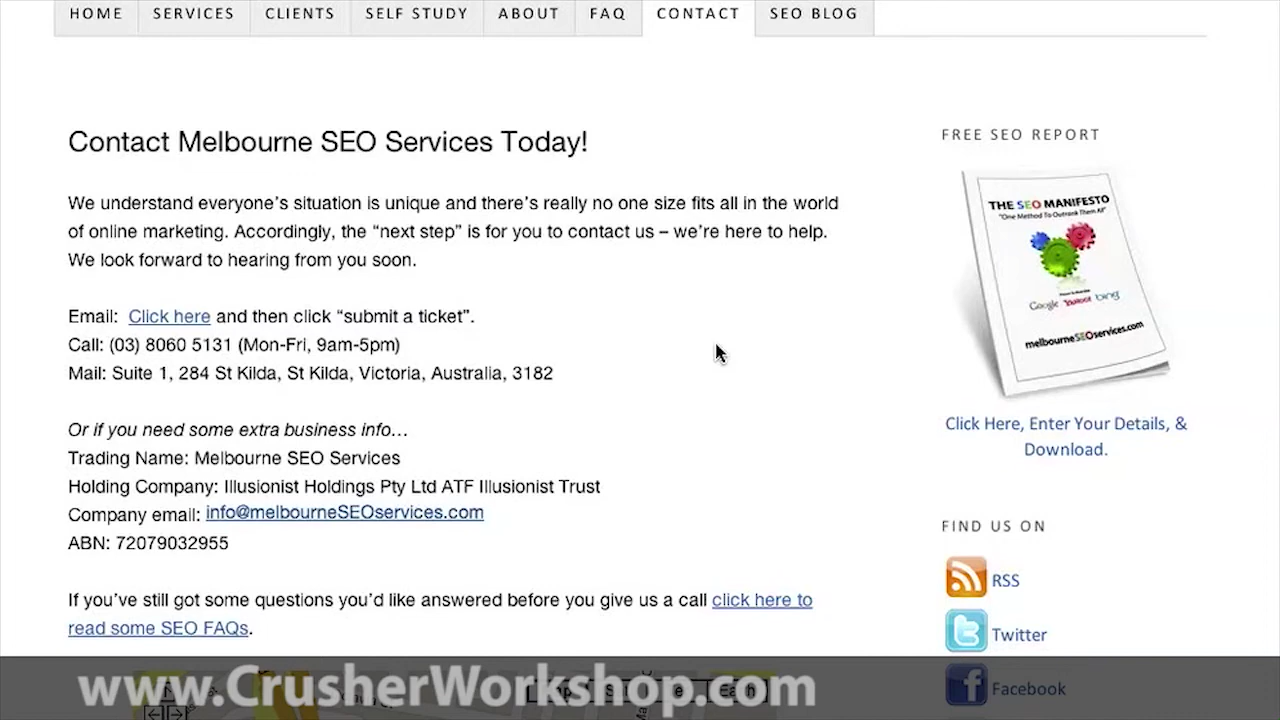 HOME SERVICES CLIENTS SELF STUDY ABOUT FAQ CONTACT SEO BLOG
Contact Melbourne SEO Services Today!
We understand everyone's situation is unique and there's really no one size fits all in the world
of online marketing. Accordingly, the “next step” is for you to contact us – we're here to help.
We look forward to hearing from you soon.
Email: Click here and then click “submit a ticket”.
Call: (03) 8060 5131 (Mon-Fri, 9am-5pm)
Mail: Suite 1, 284 St Kilda, St Kilda, Victoria, Australia, 3182
Or if you need some extra business info…
Trading Name: Melbourne SEO Services
Holding Company: Illusionist Holdings Pty Ltd ATF Illusionist Trust
Company email: info@melbourneSEOservices.com
ABN: 72079032955
If you've still got some questions you'd like answered before you give us a call click here to
read some SEO FAQs.
FREE SEO REPORT
THE SEO MANIFESTO
"One Method To Outrank Them All"
Google Yahoo! bing
melbourneSEOservices.com
Click Here, Enter Your Details, &
Download.
FIND US ON
RSS
Twitter
Facebook
www.CrusherWorkshop.com